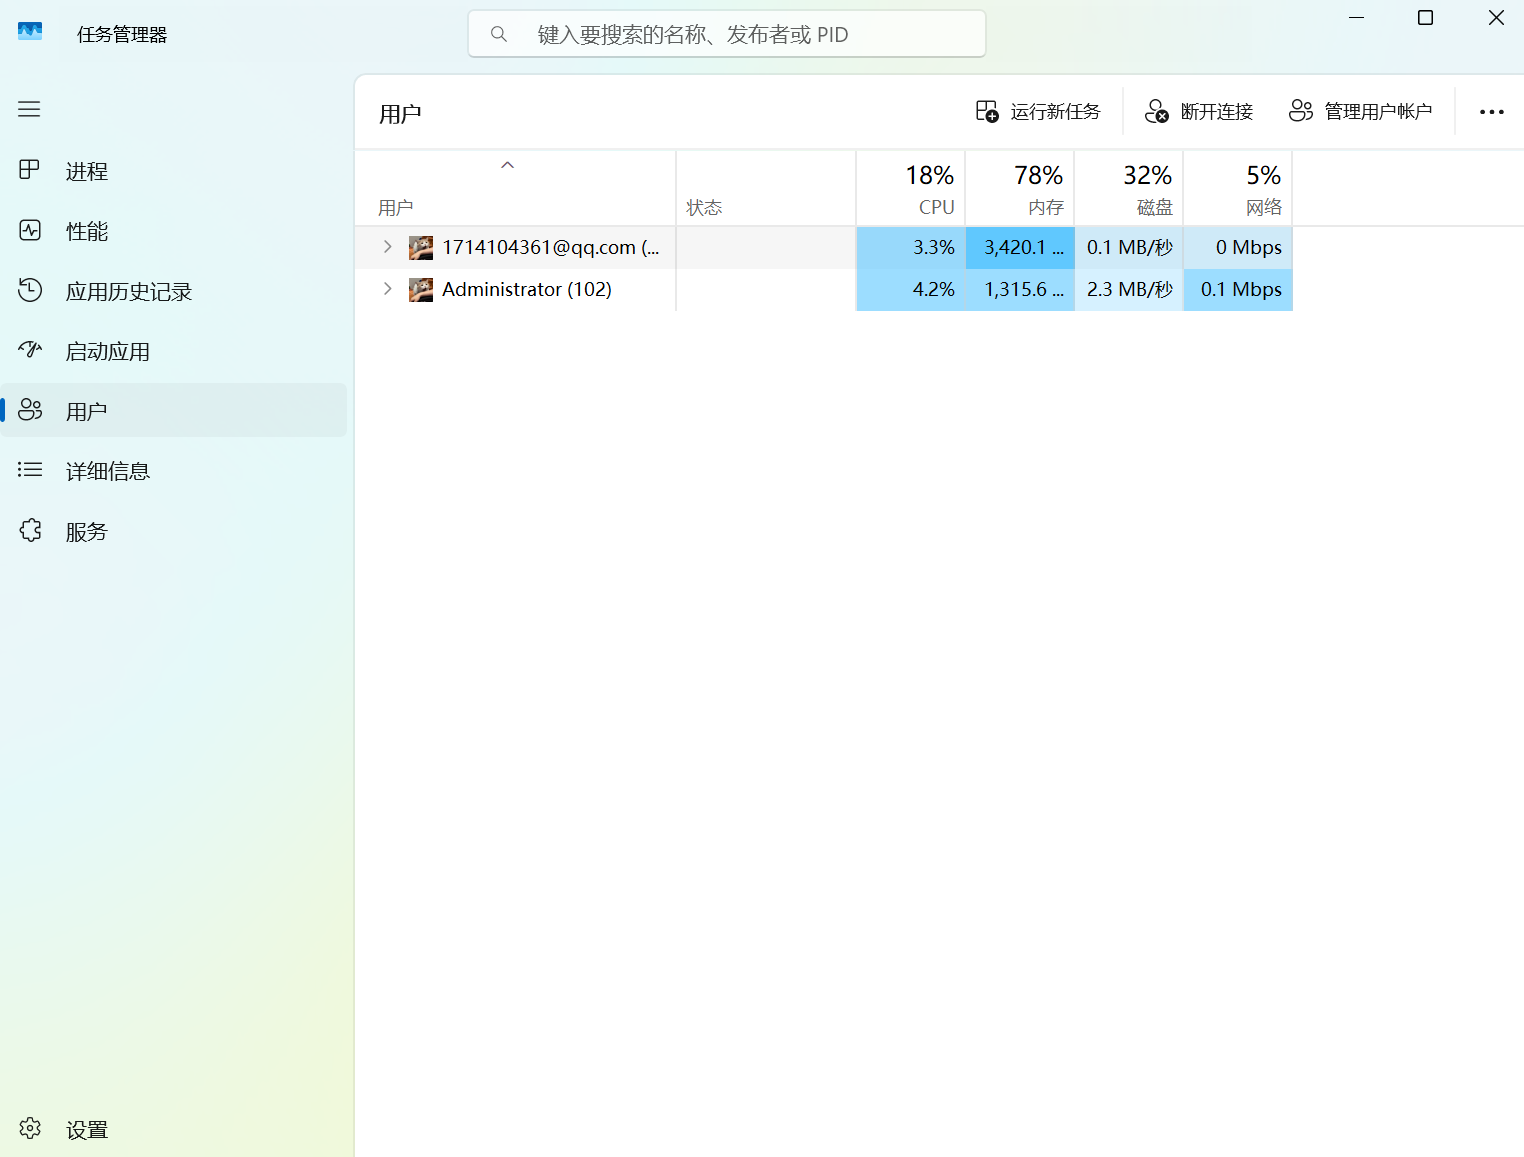 任务管理器
键入要搜索的名称、发布者或 PID
进程
性能
应用历史记录
启动应用
用户
详细信息
服务
设置
用户
运行新任务
断开连接
管理用户帐户
用户 状态 18% CPU 78% 内存 32% 磁盘 5% 网络
1714104361@qq.com (... 3.3% 3,420.1 ... 0.1 MB/秒 0 Mbps
Administrator (102) 4.2% 1,315.6 ... 2.3 MB/秒 0.1 Mbps